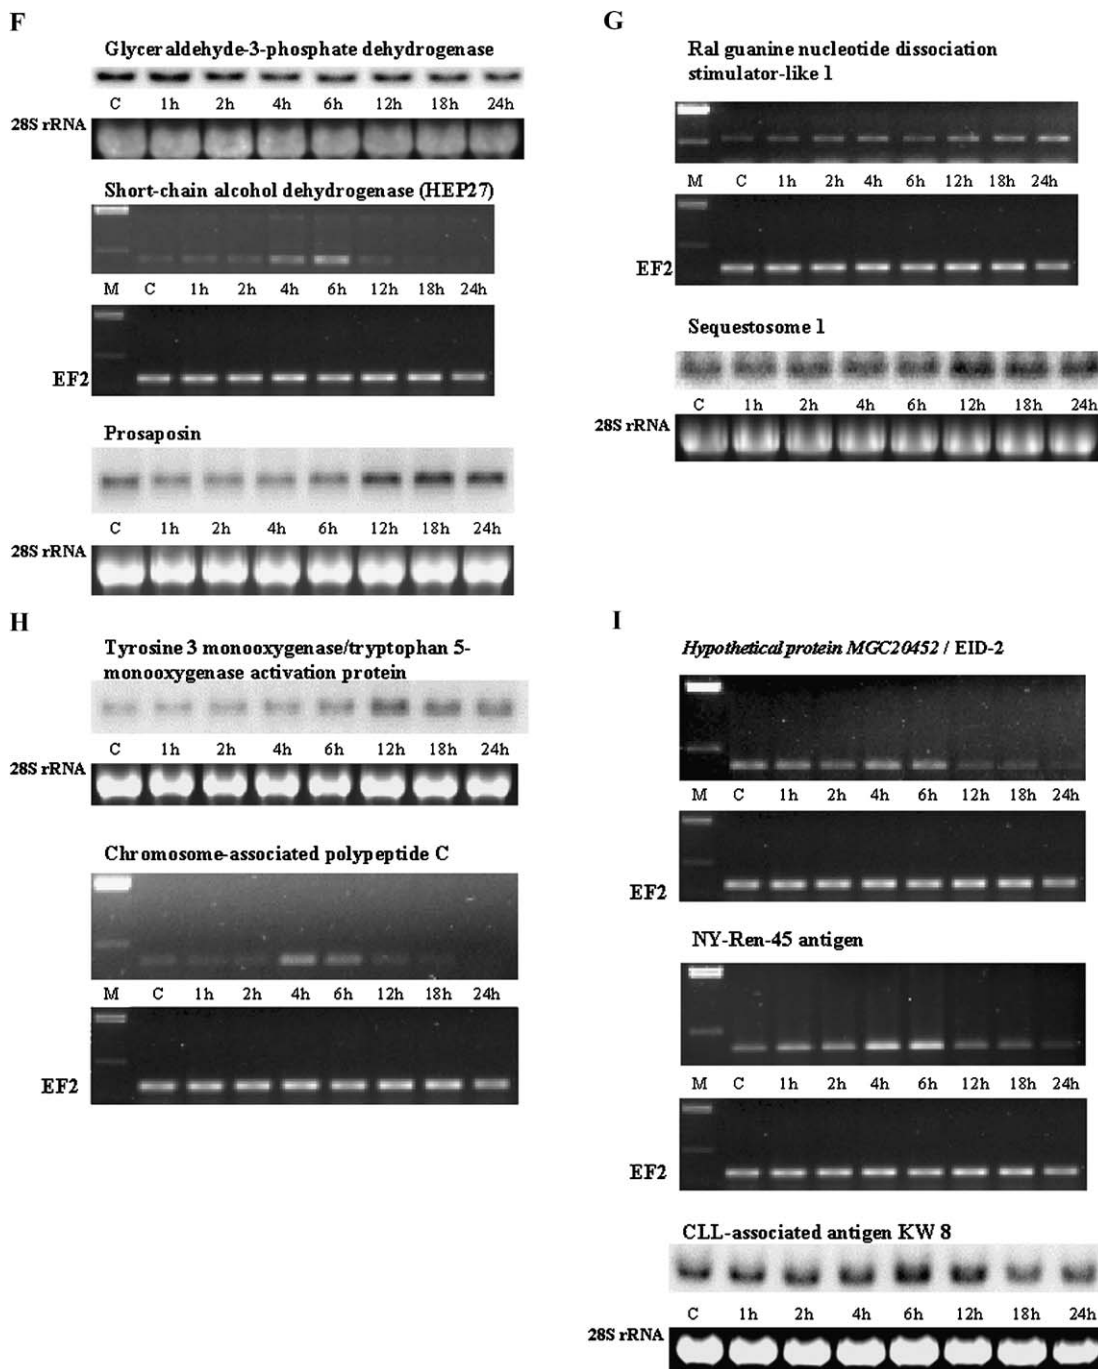 F
Glyceraldehyde-3-phosphate dehydrogenase
C 1h 2h 4h 6h 12h 18h 24h
28S rRNA
Short-chain alcohol dehydrogenase (HEP27)
M C 1h 2h 4h 6h 12h 18h 24h
EF2
Prosaposin
C 1h 2h 4h 6h 12h 18h 24h
28S rRNA
G
Ral guanine nucleotide dissociation
stimulator-like 1
M C 1h 2h 4h 6h 12h 18h 24h
EF2
Sequestosome 1
C 1h 2h 4h 6h 12h 18h 24h
28S rRNA
H
Tyrosine 3 monooxygenase/tryptophan 5-
monooxygenase activation protein
C 1h 2h 4h 6h 12h 18h 24h
28S rRNA
Chromosome-associated polypeptide C
M C 1h 2h 4h 6h 12h 18h 24h
EF2
I
Hypothetical protein MGC20452 / EID-2
M C 1h 2h 4h 6h 12h 18h 24h
EF2
NY-Ren-45 antigen
M C 1h 2h 4h 6h 12h 18h 24h
EF2
CLL-associated antigen KW 8
C 1h 2h 4h 6h 12h 18h 24h
28S rRNA